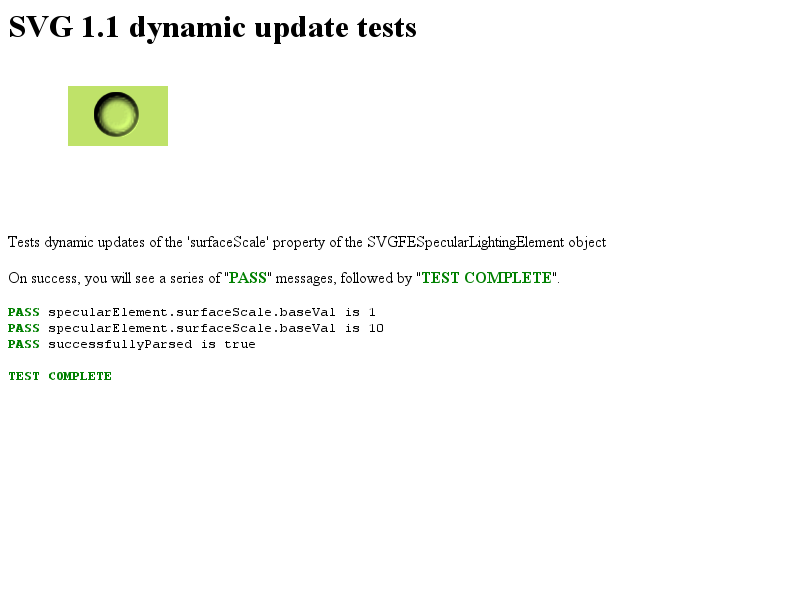 SVG 1.1 dynamic update tests
Tests dynamic updates of the 'surfaceScale' property of the SVGFESpecularLightingElement object
On success, you will see a series of "PASS" messages, followed by "TEST COMPLETE".
PASS specularElement.surfaceScale.baseVal is 1
PASS specularElement.surfaceScale.baseVal is 10
PASS successfullyParsed is true
TEST COMPLETE